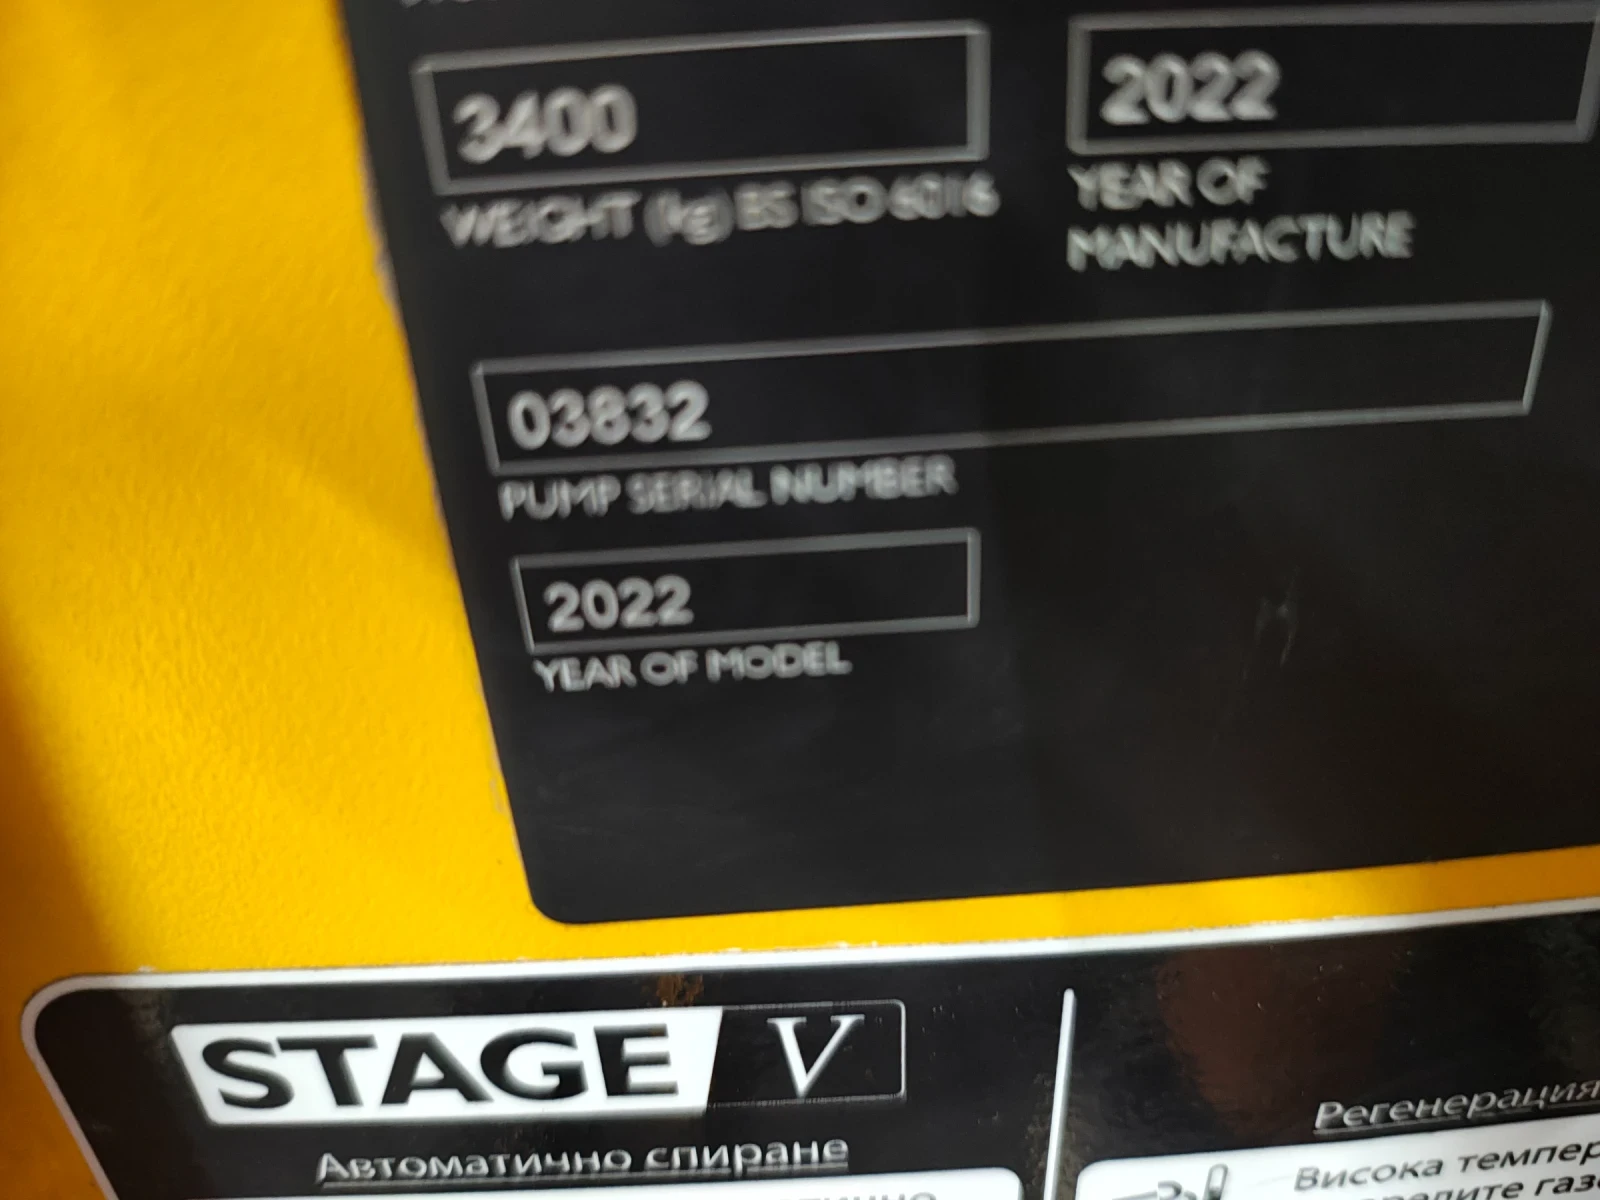 3400
2022
WEIGHT (kg) BS ISO 6016
YEAR OF
MANUFACTURE
03832
PUMP SERIAL NUMBER
2022
YEAR OF MODEL
STAGE V
Автоматично спиране
Регенерация
Висока